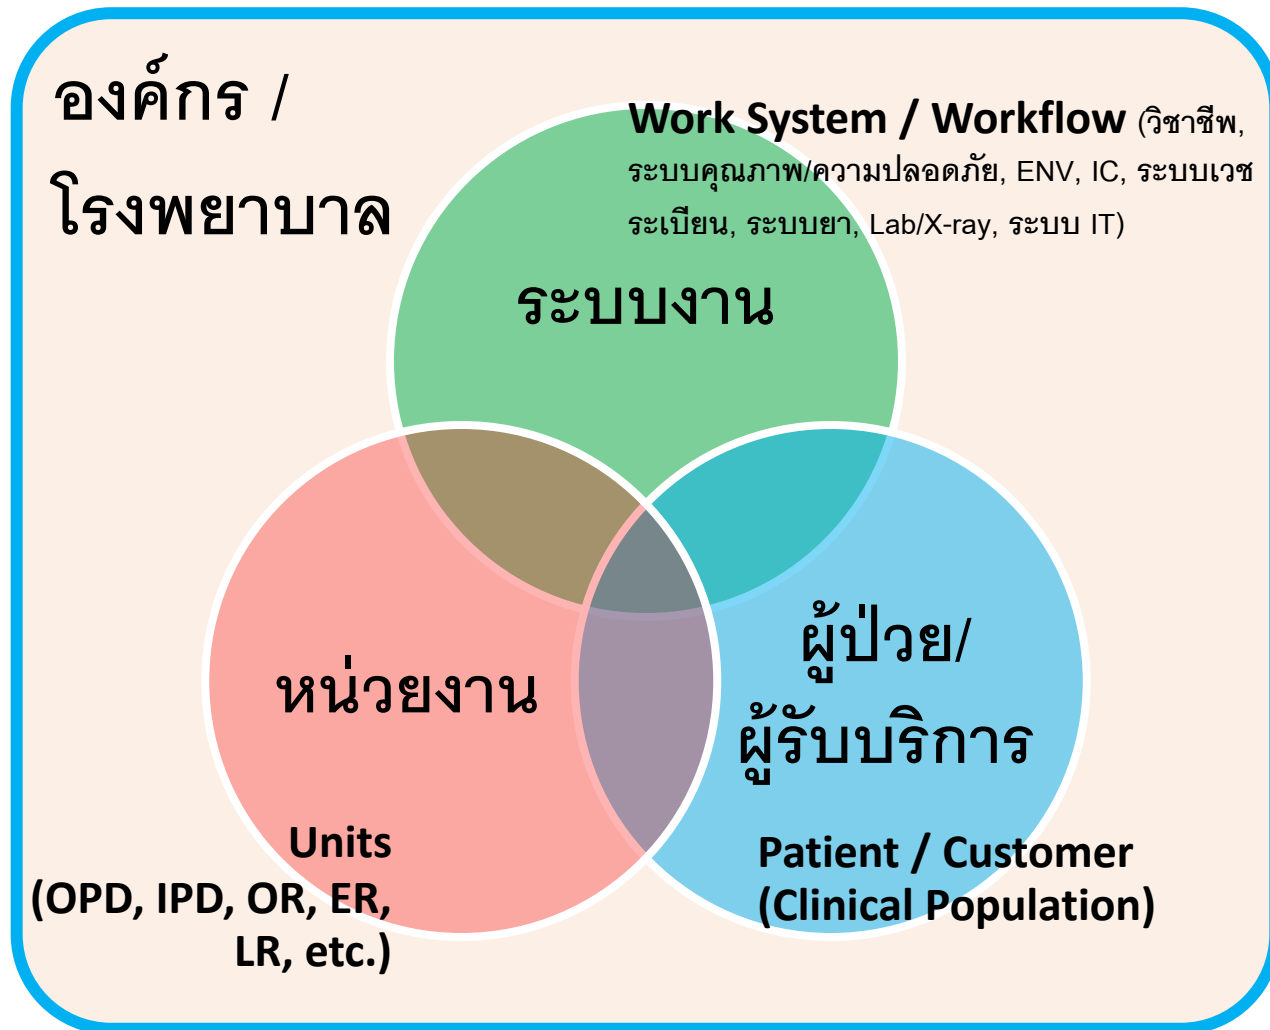 องค์กร /
โรงพยาบาล
Work System / Workflow (วิชาชีพ,
ระบบคุณภาพ/ความปลอดภัย, ENV, IC, ระบบเวช
ระเบียน, ระบบยา, Lab/X-ray, ระบบ IT)
ระบบงาน
หน่วยงาน
ผู้ป่วย/
ผู้รับบริการ
Units
(OPD, IPD, OR, ER,
LR, etc.)
Patient / Customer
(Clinical Population)